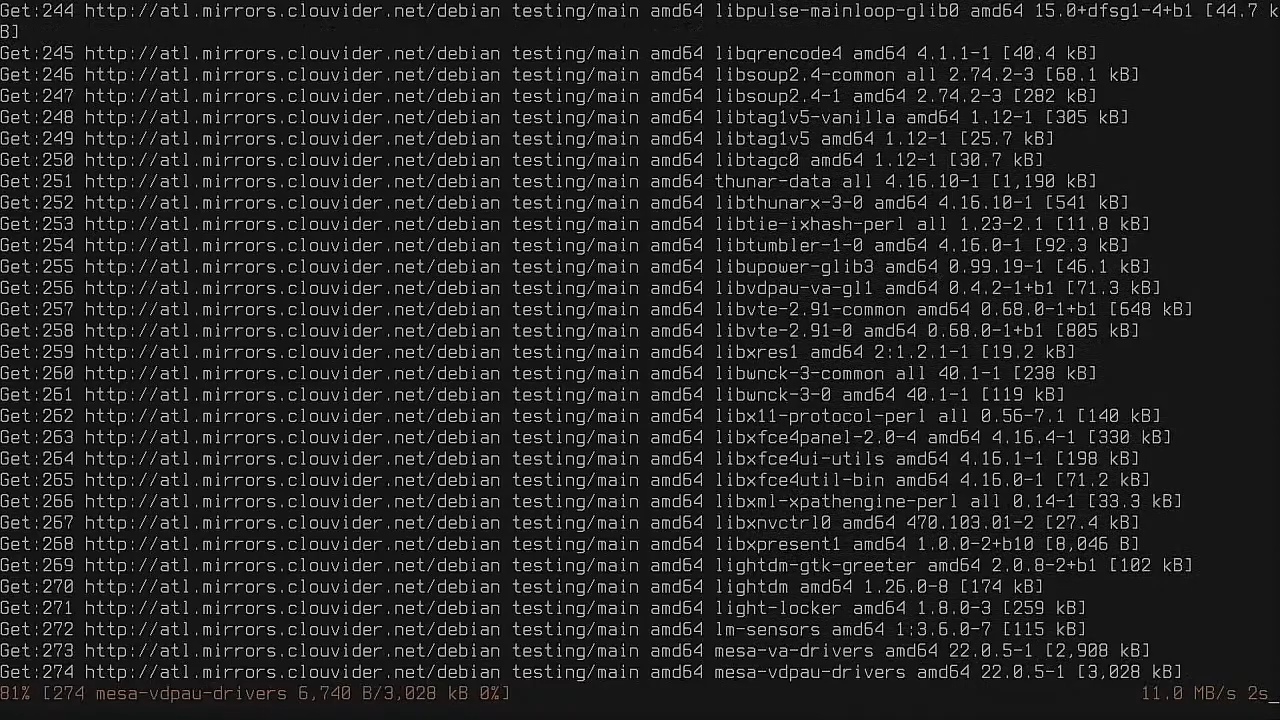 Get:244 http://atl.mirrors.clouvider.net/debian testing/main amd64 libpulse-mainloop-glib0 amd64 15.0+dfsg1-4+b1 [44.7 k
B]
Get:245 http://atl.mirrors.clouvider.net/debian testing/main amd64 libqrencode4 amd64 4.1.1-1 [40.4 kB]
Get:246 http://atl.mirrors.clouvider.net/debian testing/main amd64 libsoup2.4-common all 2.74.2-3 [68.1 kB]
Get:247 http://atl.mirrors.clouvider.net/debian testing/main amd64 libsoup2.4-1 amd64 2.74.2-3 [282 kB]
Get:248 http://atl.mirrors.clouvider.net/debian testing/main amd64 libtag1v5-vanilla amd64 1.12-1 [305 kB]
Get:249 http://atl.mirrors.clouvider.net/debian testing/main amd64 libtag1v5 amd64 1.12-1 [25.7 kB]
Get:250 http://atl.mirrors.clouvider.net/debian testing/main amd64 libtagc0 amd64 1.12-1 [30.7 kB]
Get:251 http://atl.mirrors.clouvider.net/debian testing/main amd64 thunar-data all 4.16.10-1 [1,190 kB]
Get:252 http://atl.mirrors.clouvider.net/debian testing/main amd64 libthunarx-3-0 amd64 4.16.10-1 [541 kB]
Get:253 http://atl.mirrors.clouvider.net/debian testing/main amd64 libtie-ixhash-perl all 1.23-2.1 [11.8 kB]
Get:254 http://atl.mirrors.clouvider.net/debian testing/main amd64 libtumbler-1-0 amd64 4.16.0-1 [92.3 kB]
Get:255 http://atl.mirrors.clouvider.net/debian testing/main amd64 libupower-glib3 amd64 0.99.19-1 [46.1 kB]
Get:256 http://atl.mirrors.clouvider.net/debian testing/main amd64 libvdpau-va-gl1 amd64 0.4.2-1+b1 [71.3 kB]
Get:257 http://atl.mirrors.clouvider.net/debian testing/main amd64 libvte-2.91-common amd64 0.68.0-1+b1 [648 kB]
Get:258 http://atl.mirrors.clouvider.net/debian testing/main amd64 libvte-2.91-0 amd64 0.68.0-1+b1 [805 kB]
Get:259 http://atl.mirrors.clouvider.net/debian testing/main amd64 libxres1 amd64 2:1.2.1-1 [19.2 kB]
Get:260 http://atl.mirrors.clouvider.net/debian testing/main amd64 libwnck-3-common all 40.1-1 [238 kB]
Get:261 http://atl.mirrors.clouvider.net/debian testing/main amd64 libwnck-3-0 amd64 40.1-1 [119 kB]
Get:262 http://atl.mirrors.clouvider.net/debian testing/main amd64 libx11-protocol-perl all 0.56-7.1 [140 kB]
Get:263 http://atl.mirrors.clouvider.net/debian testing/main amd64 libxfce4panel-2.0-4 amd64 4.16.4-1 [330 kB]
Get:264 http://atl.mirrors.clouvider.net/debian testing/main amd64 libxfce4ui-utils amd64 4.16.1-1 [198 kB]
Get:265 http://atl.mirrors.clouvider.net/debian testing/main amd64 libxfce4util-bin amd64 4.16.0-1 [71.2 kB]
Get:266 http://atl.mirrors.clouvider.net/debian testing/main amd64 libxml-xpathengine-perl all 0.14-1 [33.3 kB]
Get:267 http://atl.mirrors.clouvider.net/debian testing/main amd64 libxnvctrl0 amd64 470.103.01-2 [27.4 kB]
Get:268 http://atl.mirrors.clouvider.net/debian testing/main amd64 libxpresent1 amd64 1.0.0-2+b10 [8,046 B]
Get:269 http://atl.mirrors.clouvider.net/debian testing/main amd64 lightdm-gtk-greeter amd64 2.0.8-2+b1 [102 kB]
Get:270 http://atl.mirrors.clouvider.net/debian testing/main amd64 lightdm amd64 1.26.0-8 [174 kB]
Get:271 http://atl.mirrors.clouvider.net/debian testing/main amd64 light-locker amd64 1.8.0-3 [259 kB]
Get:272 http://atl.mirrors.clouvider.net/debian testing/main amd64 lm-sensors amd64 1:3.6.0-7 [115 kB]
Get:273 http://atl.mirrors.clouvider.net/debian testing/main amd64 mesa-va-drivers amd64 22.0.5-1 [2,908 kB]
Get:274 http://atl.mirrors.clouvider.net/debian testing/main amd64 mesa-vdpau-drivers amd64 22.0.5-1 [3,028 kB]
81% [274 mesa-vdpau-drivers 6,740 B/3,028 kB 0%] 11.0 MB/s 2s_